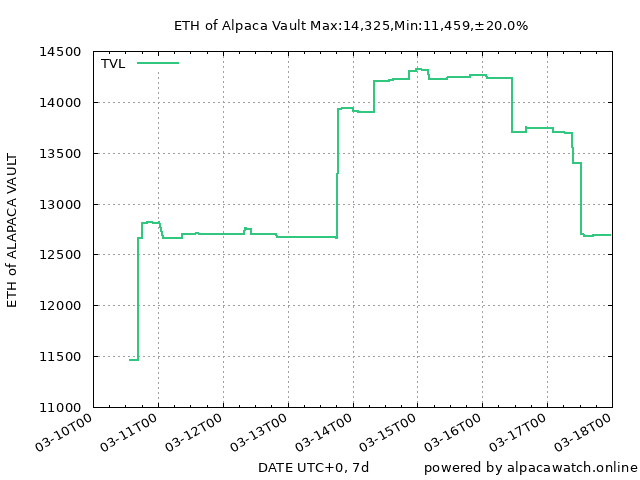 ETH of Alpaca Vault Max:14,325,Min:11,459,±20.0%
TVL
14500
14000
13500
13000
12500
12000
11500
11000
ETH of ALAPACA VAULT
03-10T00
03-11T00
03-12T00
03-13T00
03-14T00
03-15T00
03-16T00
03-17T00
03-18T00
DATE UTC+0, 7d
powered by alpacawatch.online